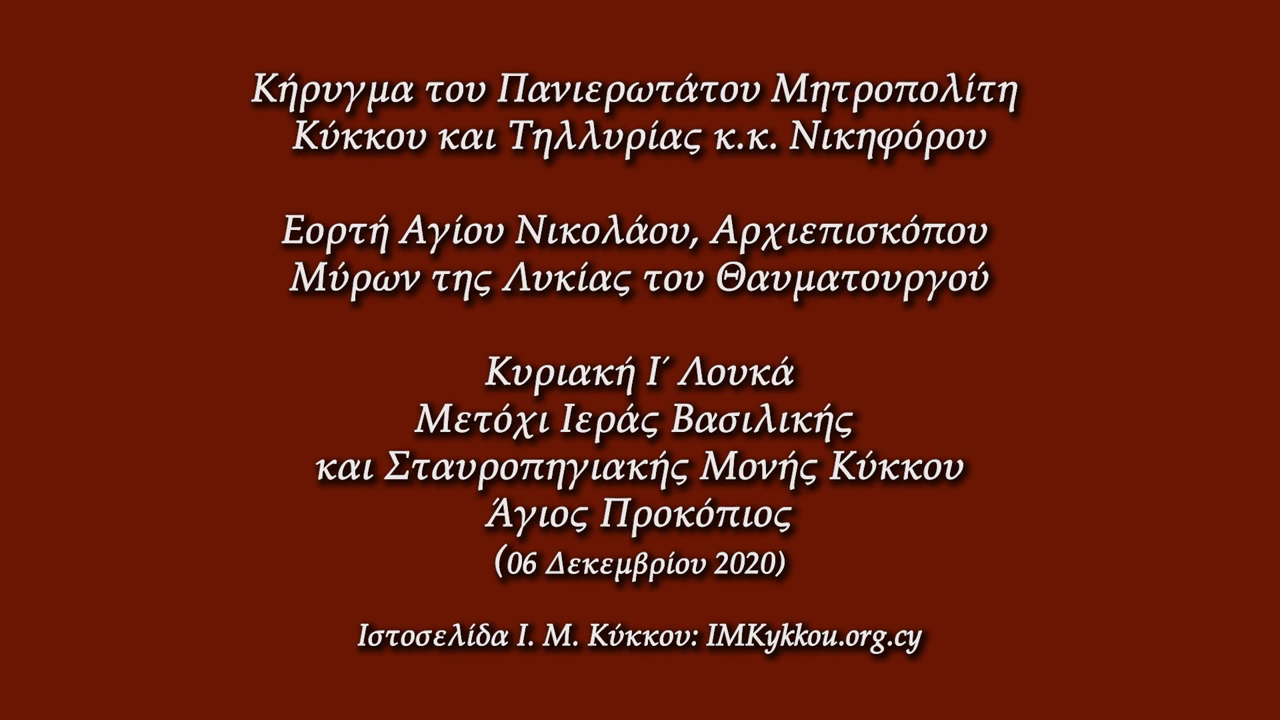 Κήρυγμα του Πανιερωτάτου Μητροπολίτη
Κύκκου και Τηλλυρίας κ.κ. Νικηφόρου
Εορτή Αγίου Νικολάου, Αρχιεπισκόπου
Μύρων της Λυκίας του Θαυματουργού
Κυριακή Ι΄ Λουκά
Μετόχι Ιεράς Βασιλικής
και Σταυροπηγιακής Μονής Κύκκου
Άγιος Προκόπιος
(06 Δεκεμβρίου 2020)
Ιστοσελίδα Ι. Μ. Κύκκου: IMKykkou.org.cy